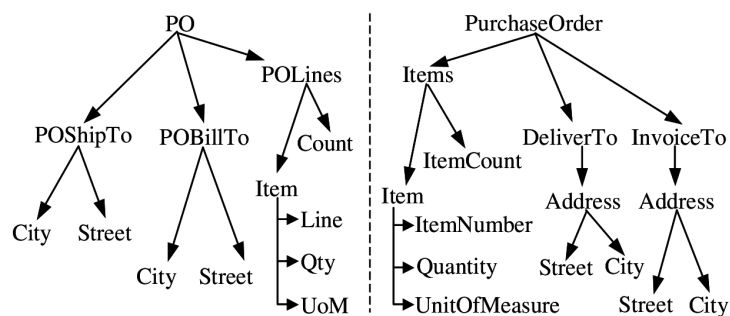 PO
PurchaseOrder
POLines
Items
POShipTo
POBillTo
Count
ItemCount
DeliverTo
InvoiceTo
Item
Item
Address
Address
City
Street
Line
ItemNumber
City
Street
Qty
Quantity
Street
City
UoM
UnitOfMeasure
Street
City